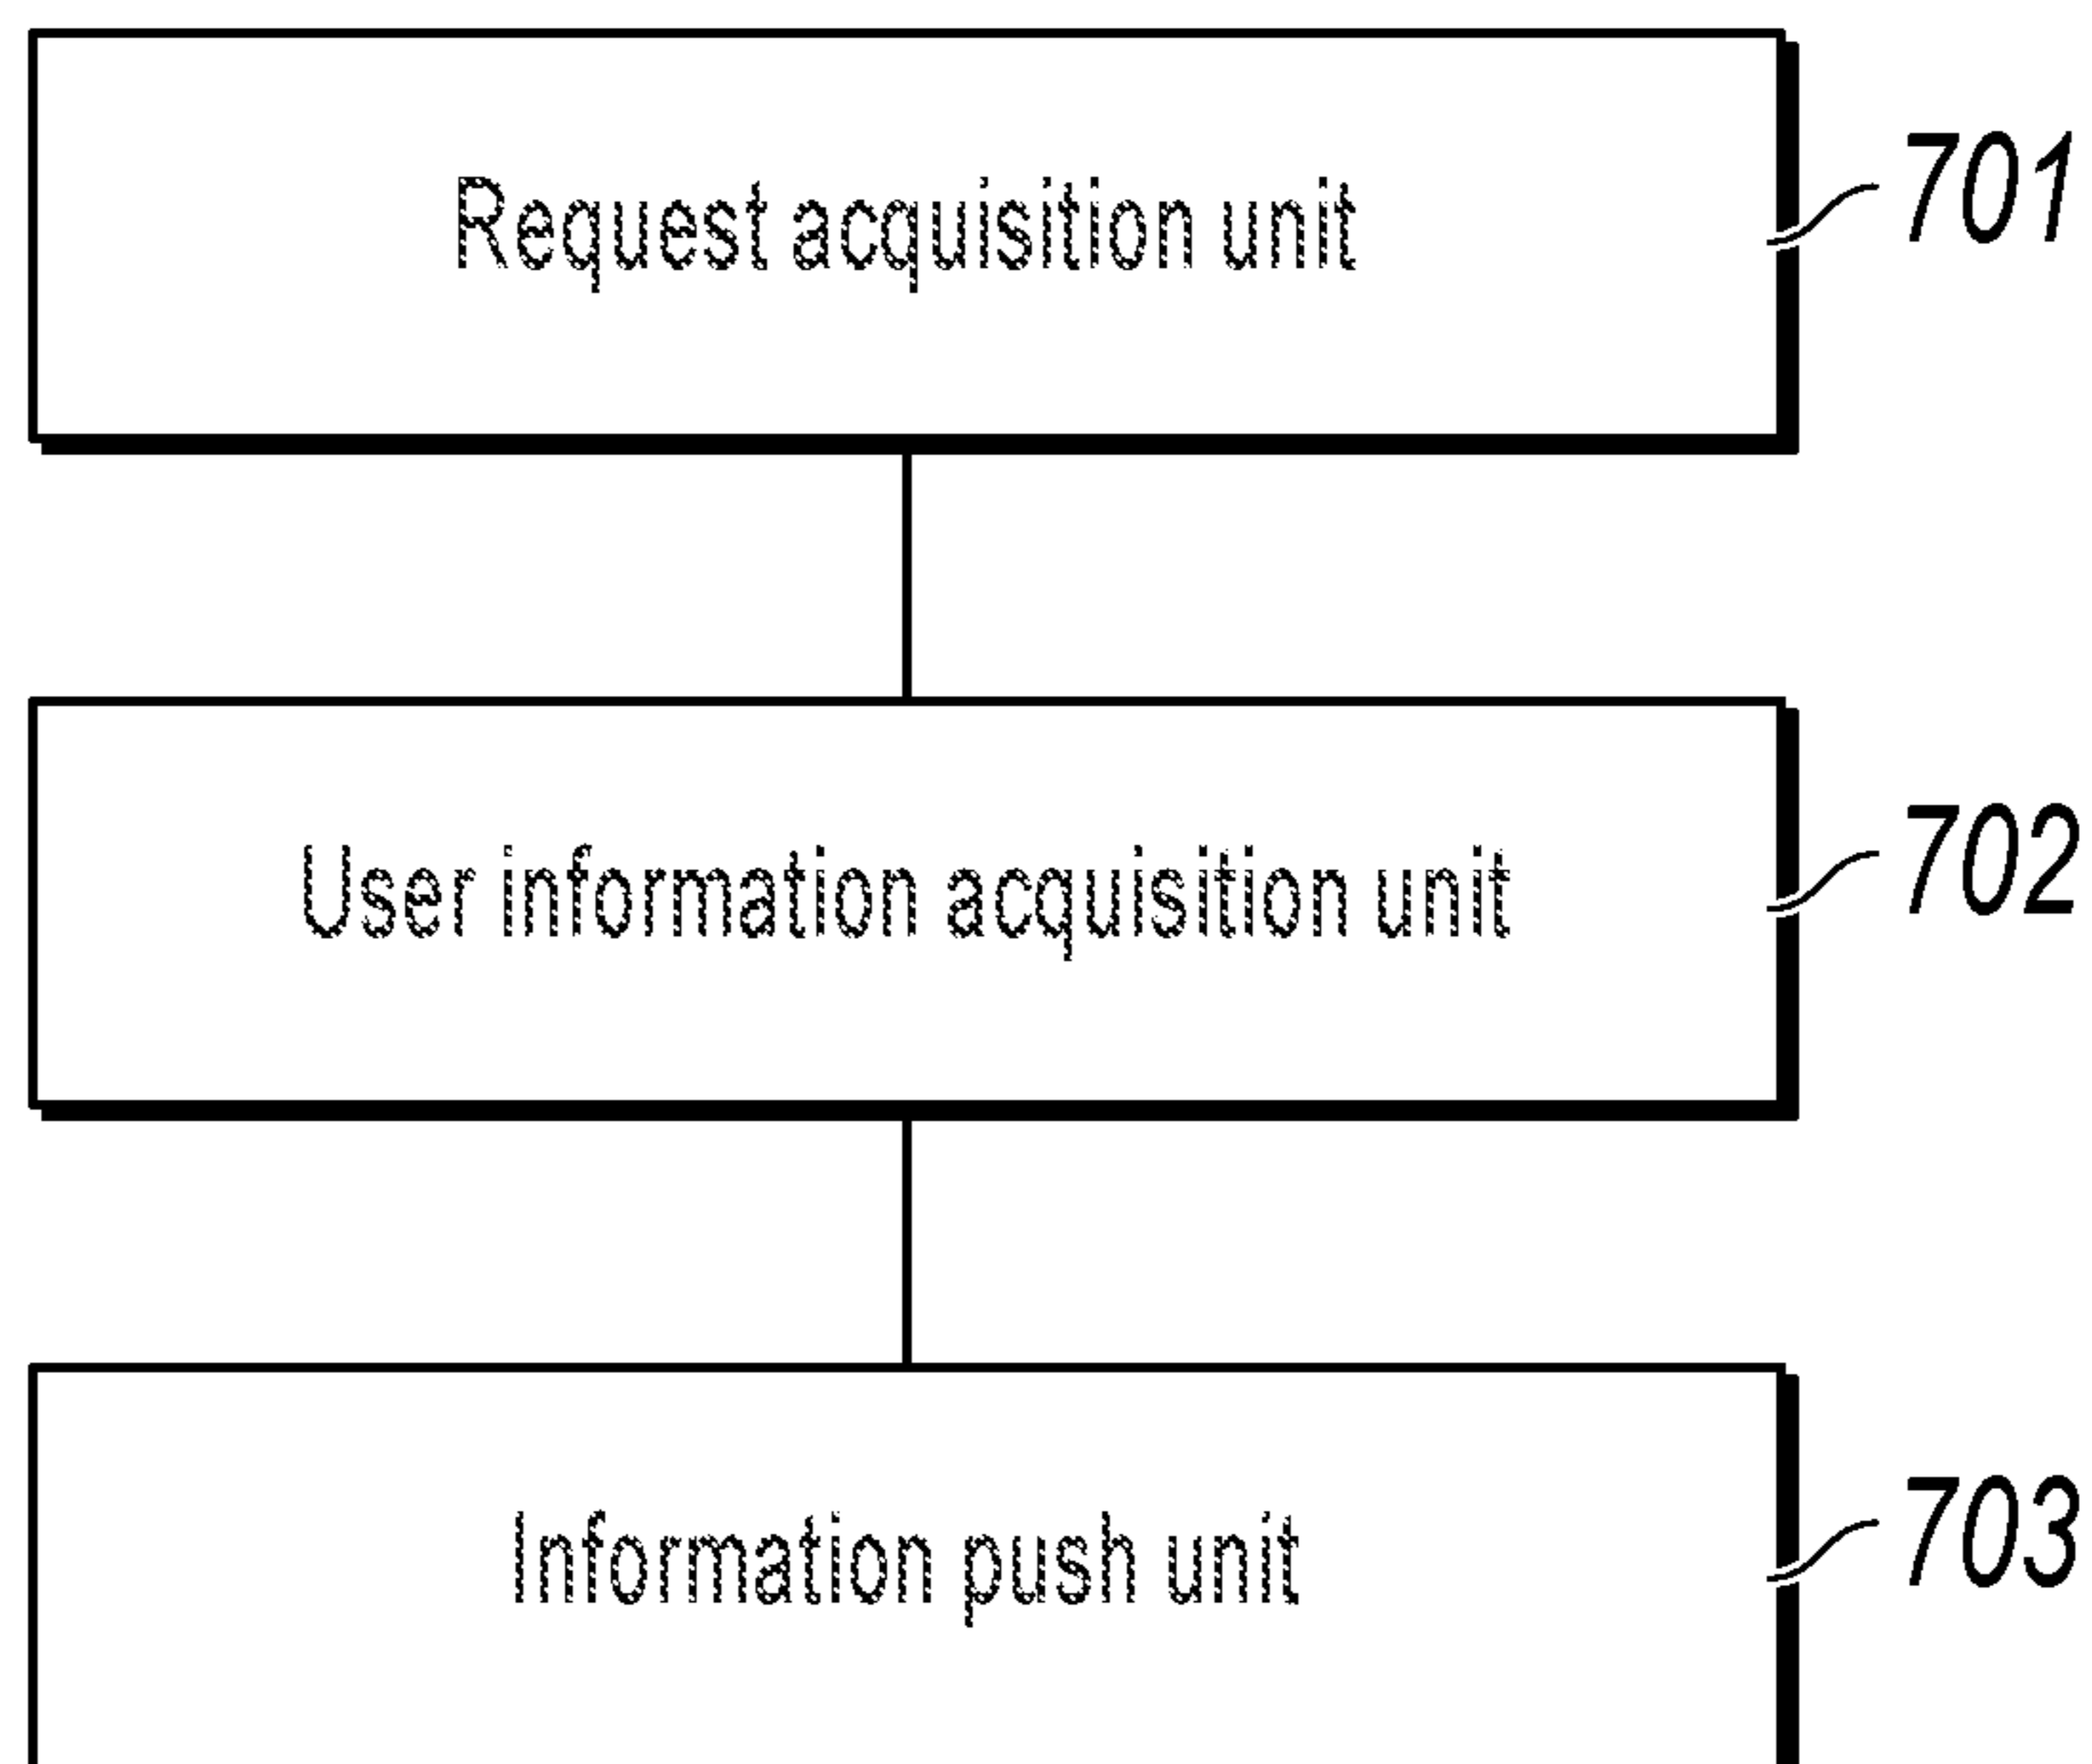 Request acquisition unit
701
User information acquisition unit
702
Information push unit
703